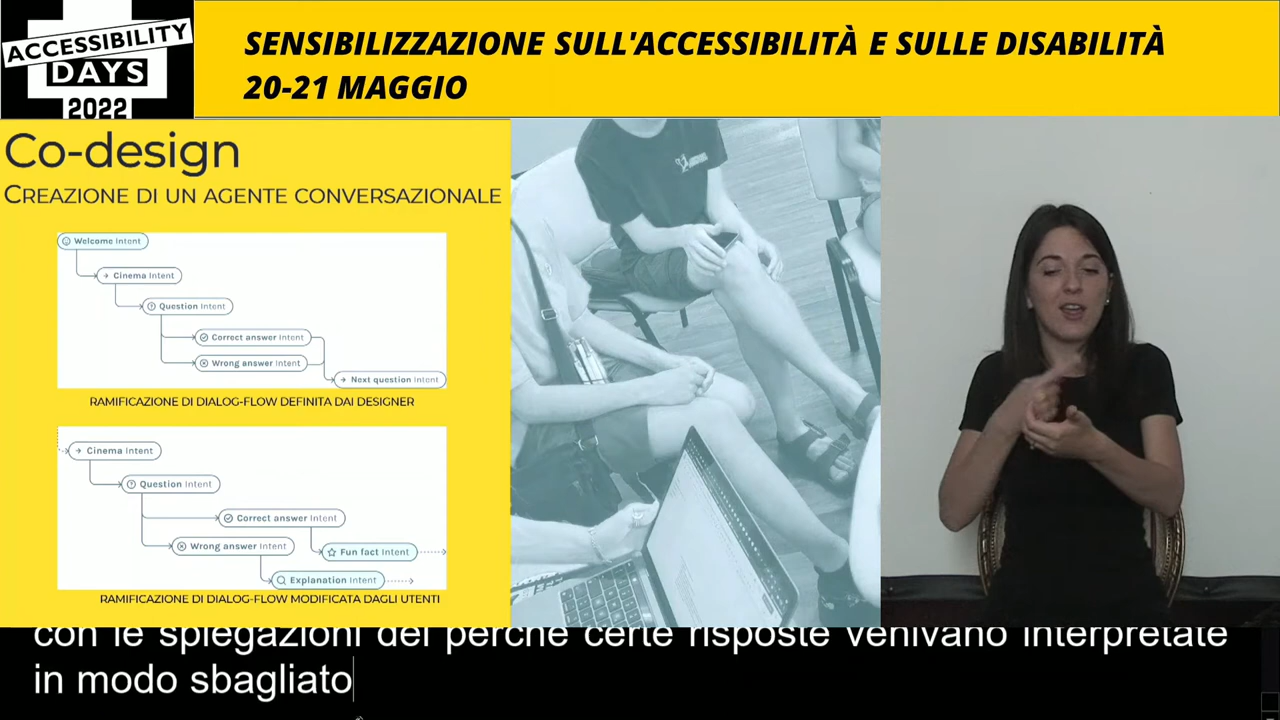 ACCESSIBILITY
DAYS
2022
SENSIBILIZZAZIONE SULL'ACCESSIBILITÀ E SULLE DISABILITÀ
20-21 MAGGIO
Co-design
CREAZIONE DI UN AGENTE CONVERSAZIONALE
Welcome Intent
Cinema Intent
Question Intent
Correct answer Intent
Wrong answer Intent
Next question Intent
RAMIFICAZIONE DI DIALOG-FLOW DEFINITA DAI DESIGNER
Cinema Intent
Question Intent
Correct answer Intent
Wrong answer Intent
Fun fact Intent
Explanation Intent
RAMIFICAZIONE DI DIALOG-FLOW MODIFICATA DAGLI UTENTI
con le spiegazioni del perché certe risposte venivano interpretate
in modo sbagliato